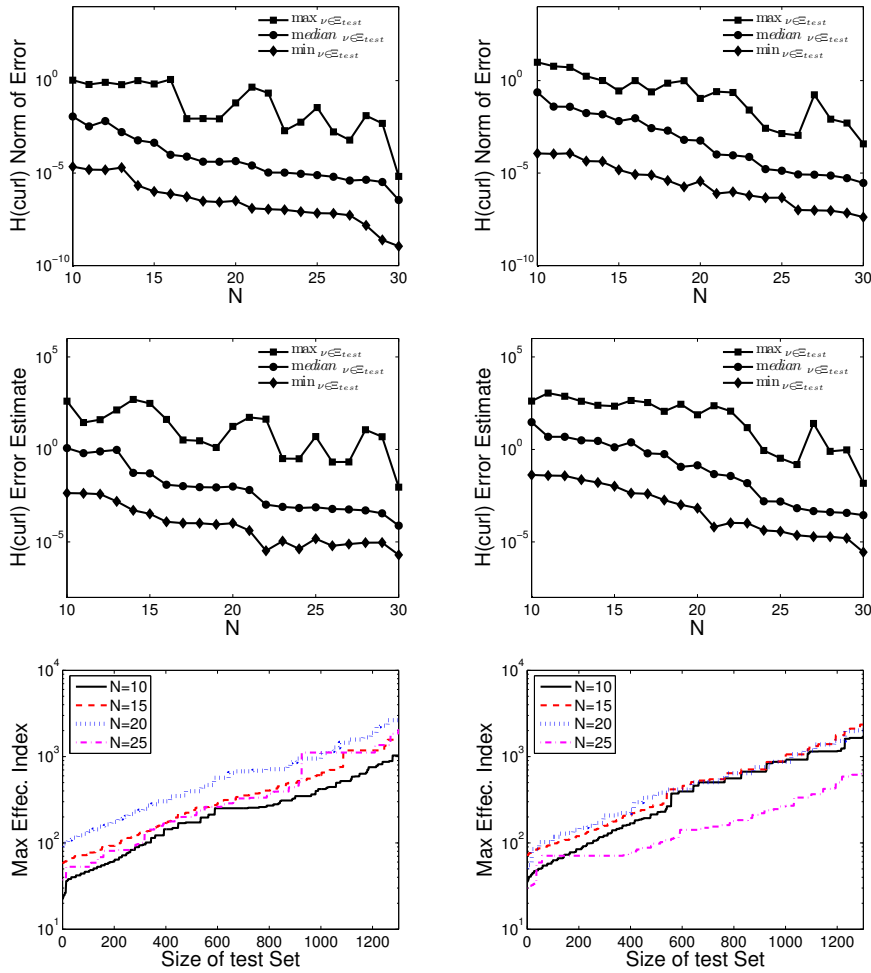 max ν∈Ξtest
median ν∈Ξtest
min ν∈Ξtest
H(curl) Norm of Error
10^0
10^-5
10^-10
10 15 20 25 30
N
max ν∈Ξtest
median ν∈Ξtest
min ν∈Ξtest
H(curl) Norm of Error
10^0
10^-5
10^-10
10 15 20 25 30
N
max ν∈Ξtest
median ν∈Ξtest
min ν∈Ξtest
H(curl) Error Estimate
10^5
10^0
10^-5
10 15 20 25 30
N
max ν∈Ξtest
median ν∈Ξtest
min ν∈Ξtest
H(curl) Error Estimate
10^5
10^0
10^-5
10 15 20 25 30
N
N=10
N=15
N=20
N=25
Max Effec. Index
10^4
10^3
10^2
10^1
0 200 400 600 800 1000 1200
Size of test Set
N=10
N=15
N=20
N=25
Max Effec. Index
10^4
10^3
10^2
10^1
0 200 400 600 800 1000 1200
Size of test Set